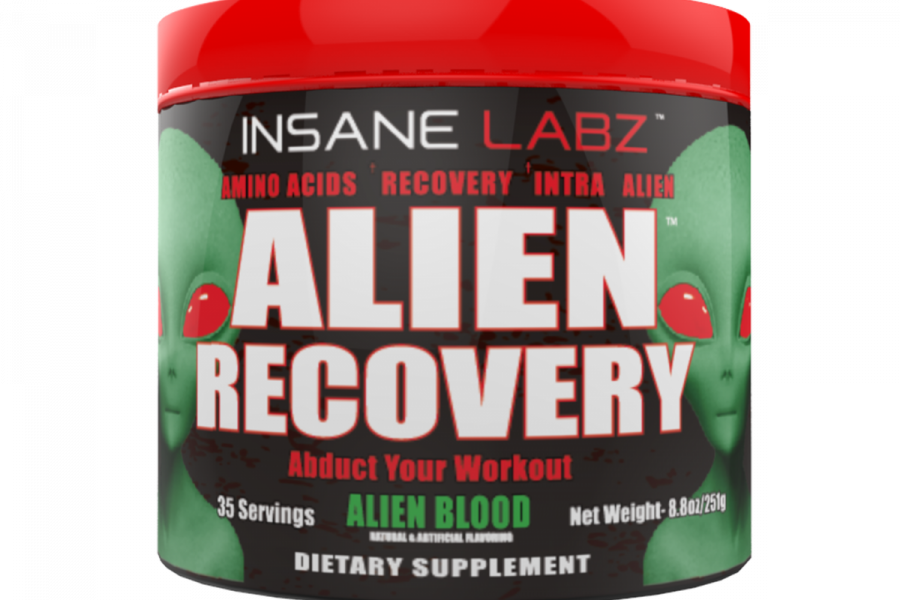 INSANE LABZ™
AMINO ACIDS RECOVERY INTRA ALIEN
ALIEN™
RECOVERY
Abduct Your Workout
35 Servings ALIEN BLOOD Net Weight- 8.8oz/251g
NATURAL & ARTIFICIAL FLAVORING
DIETARY SUPPLEMENT